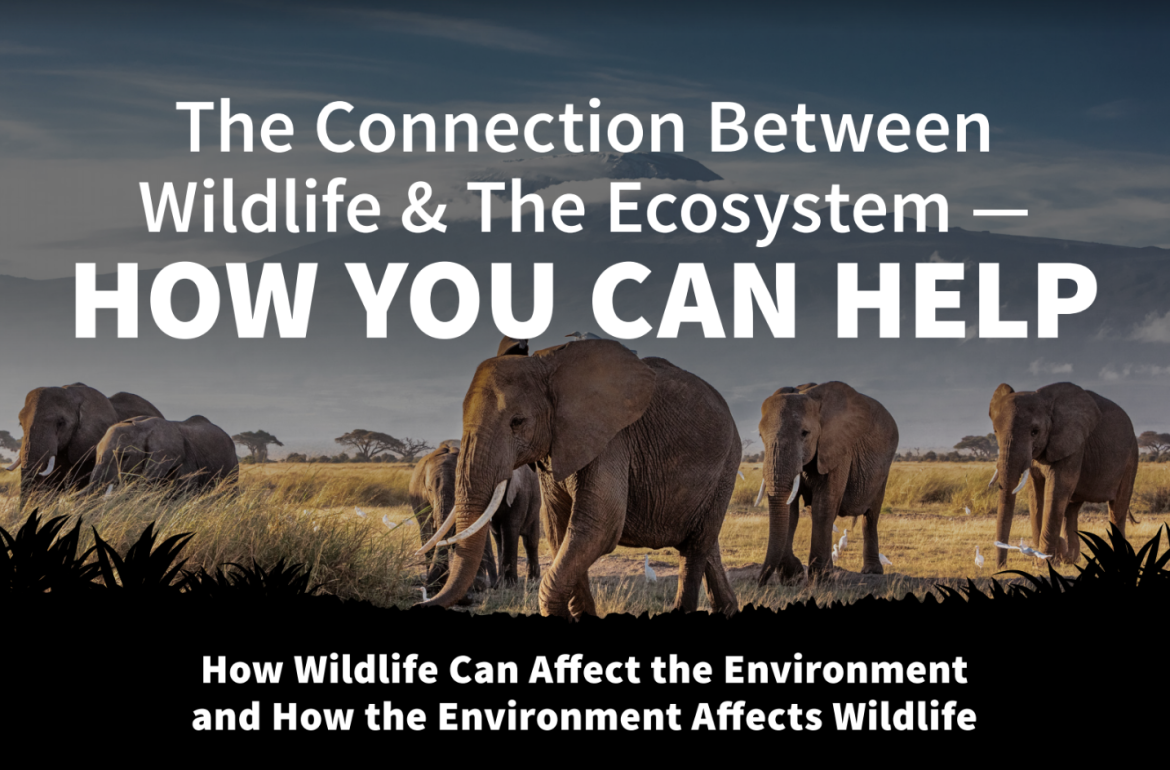 The Connection Between
Wildlife & The Ecosystem —
HOW YOU CAN HELP
How Wildlife Can Affect the Environment
and How the Environment Affects Wildlife